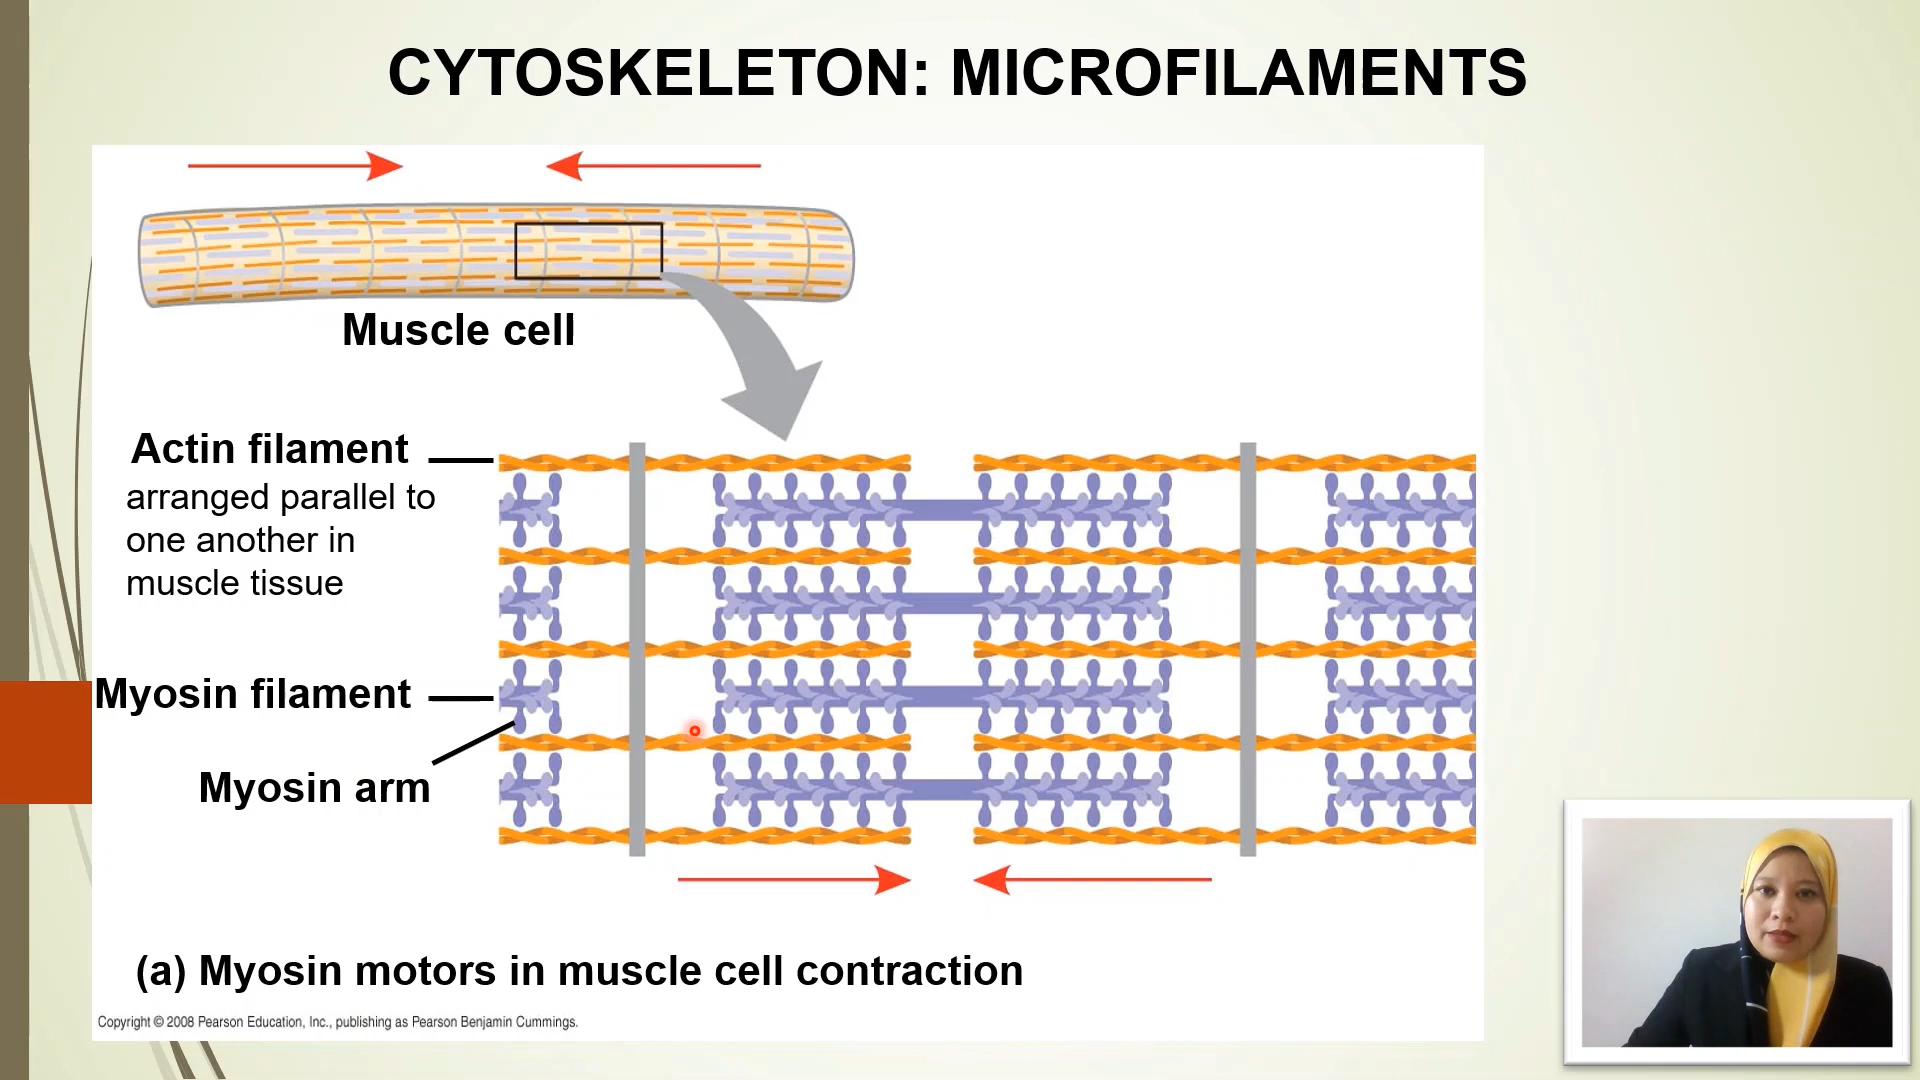 CYTOSKELETON: MICROFILAMENTS
Muscle cell
Actin filament
arranged parallel to
one another in
muscle tissue
Myosin filament
Myosin arm
(a) Myosin motors in muscle cell contraction
Copyright © 2008 Pearson Education, Inc., publishing as Pearson Benjamin Cummings.